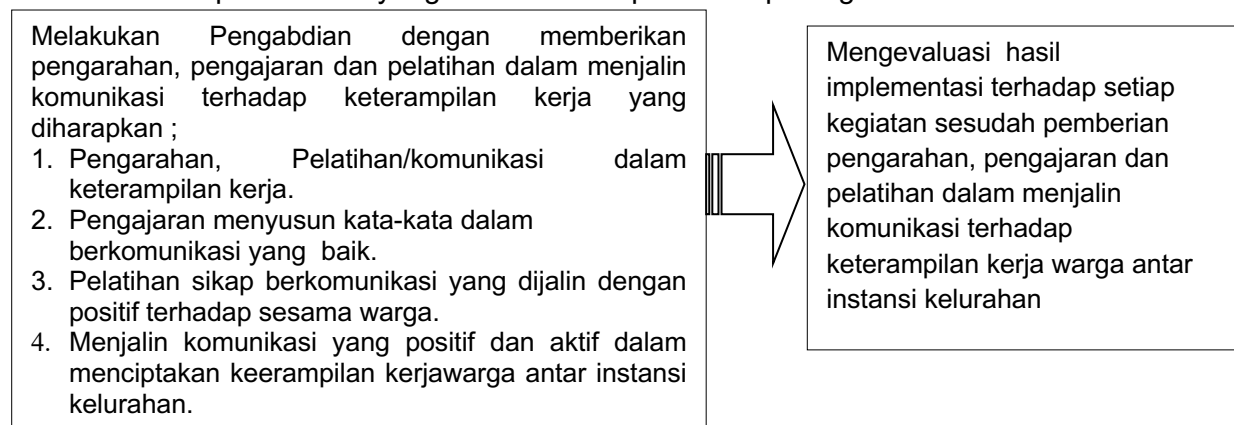 Melakukan Pengabdian dengan memberikan
pengarahan, pengajaran dan pelatihan dalam menjalin
komunikasi terhadap keterampilan kerja yang
diharapkan ;
1. Pengarahan, Pelatihan/komunikasi dalam
keterampilan kerja.
2. Pengajaran menyusun kata-kata dalam
berkomunikasi yang baik.
3. Pelatihan sikap berkomunikasi yang dijalin dengan
positif terhadap sesama warga.
4. Menjalin komunikasi yang positif dan aktif dalam
menciptakan keerampilan kerjawarga antar instansi
kelurahan.
Mengevaluasi hasil
implementasi terhadap setiap
kegiatan sesudah pemberian
pengarahan, pengajaran dan
pelatihan dalam menjalin
komunikasi terhadap
keterampilan kerja warga antar
instansi kelurahan